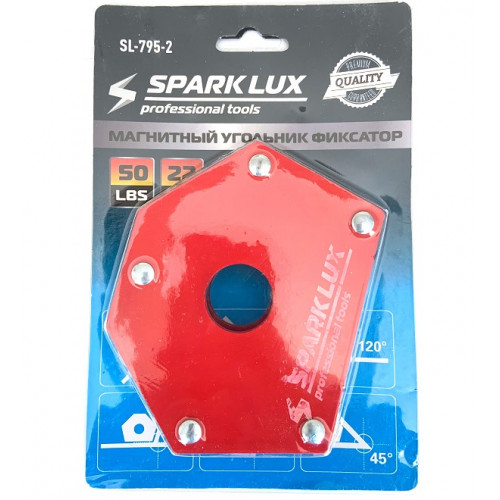 SL-795-2
SPARK LUX
professional tools
PREMIUM
QUALITY
МАГНИТНЫЙ УГОЛЬНИК ФИКСАТОР
50
LBS
22
SPARK LUX
professional tools
120°
45°